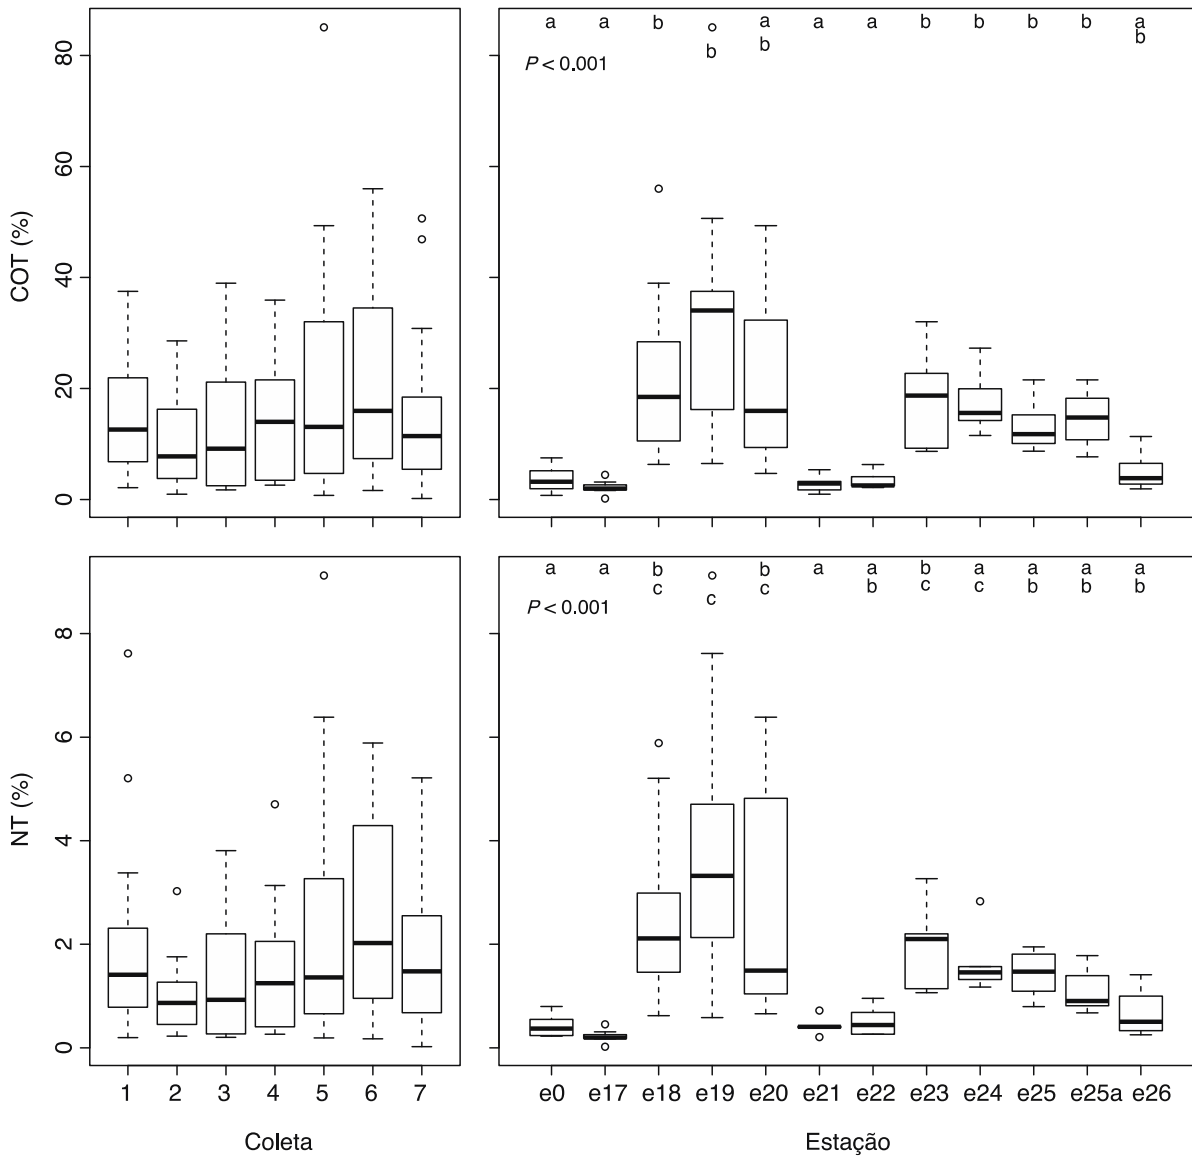 a a b b a b a a b b b b a b
P < 0.001
COT (%)
0 20 40 60 80
a a b c c b c a a b b c a c a b a b a b
P < 0.001
NT (%)
0 2 4 6 8
1 2 3 4 5 6 7
e0 e17 e18 e19 e20 e21 e22 e23 e24 e25 e25a e26
Coleta
Estação